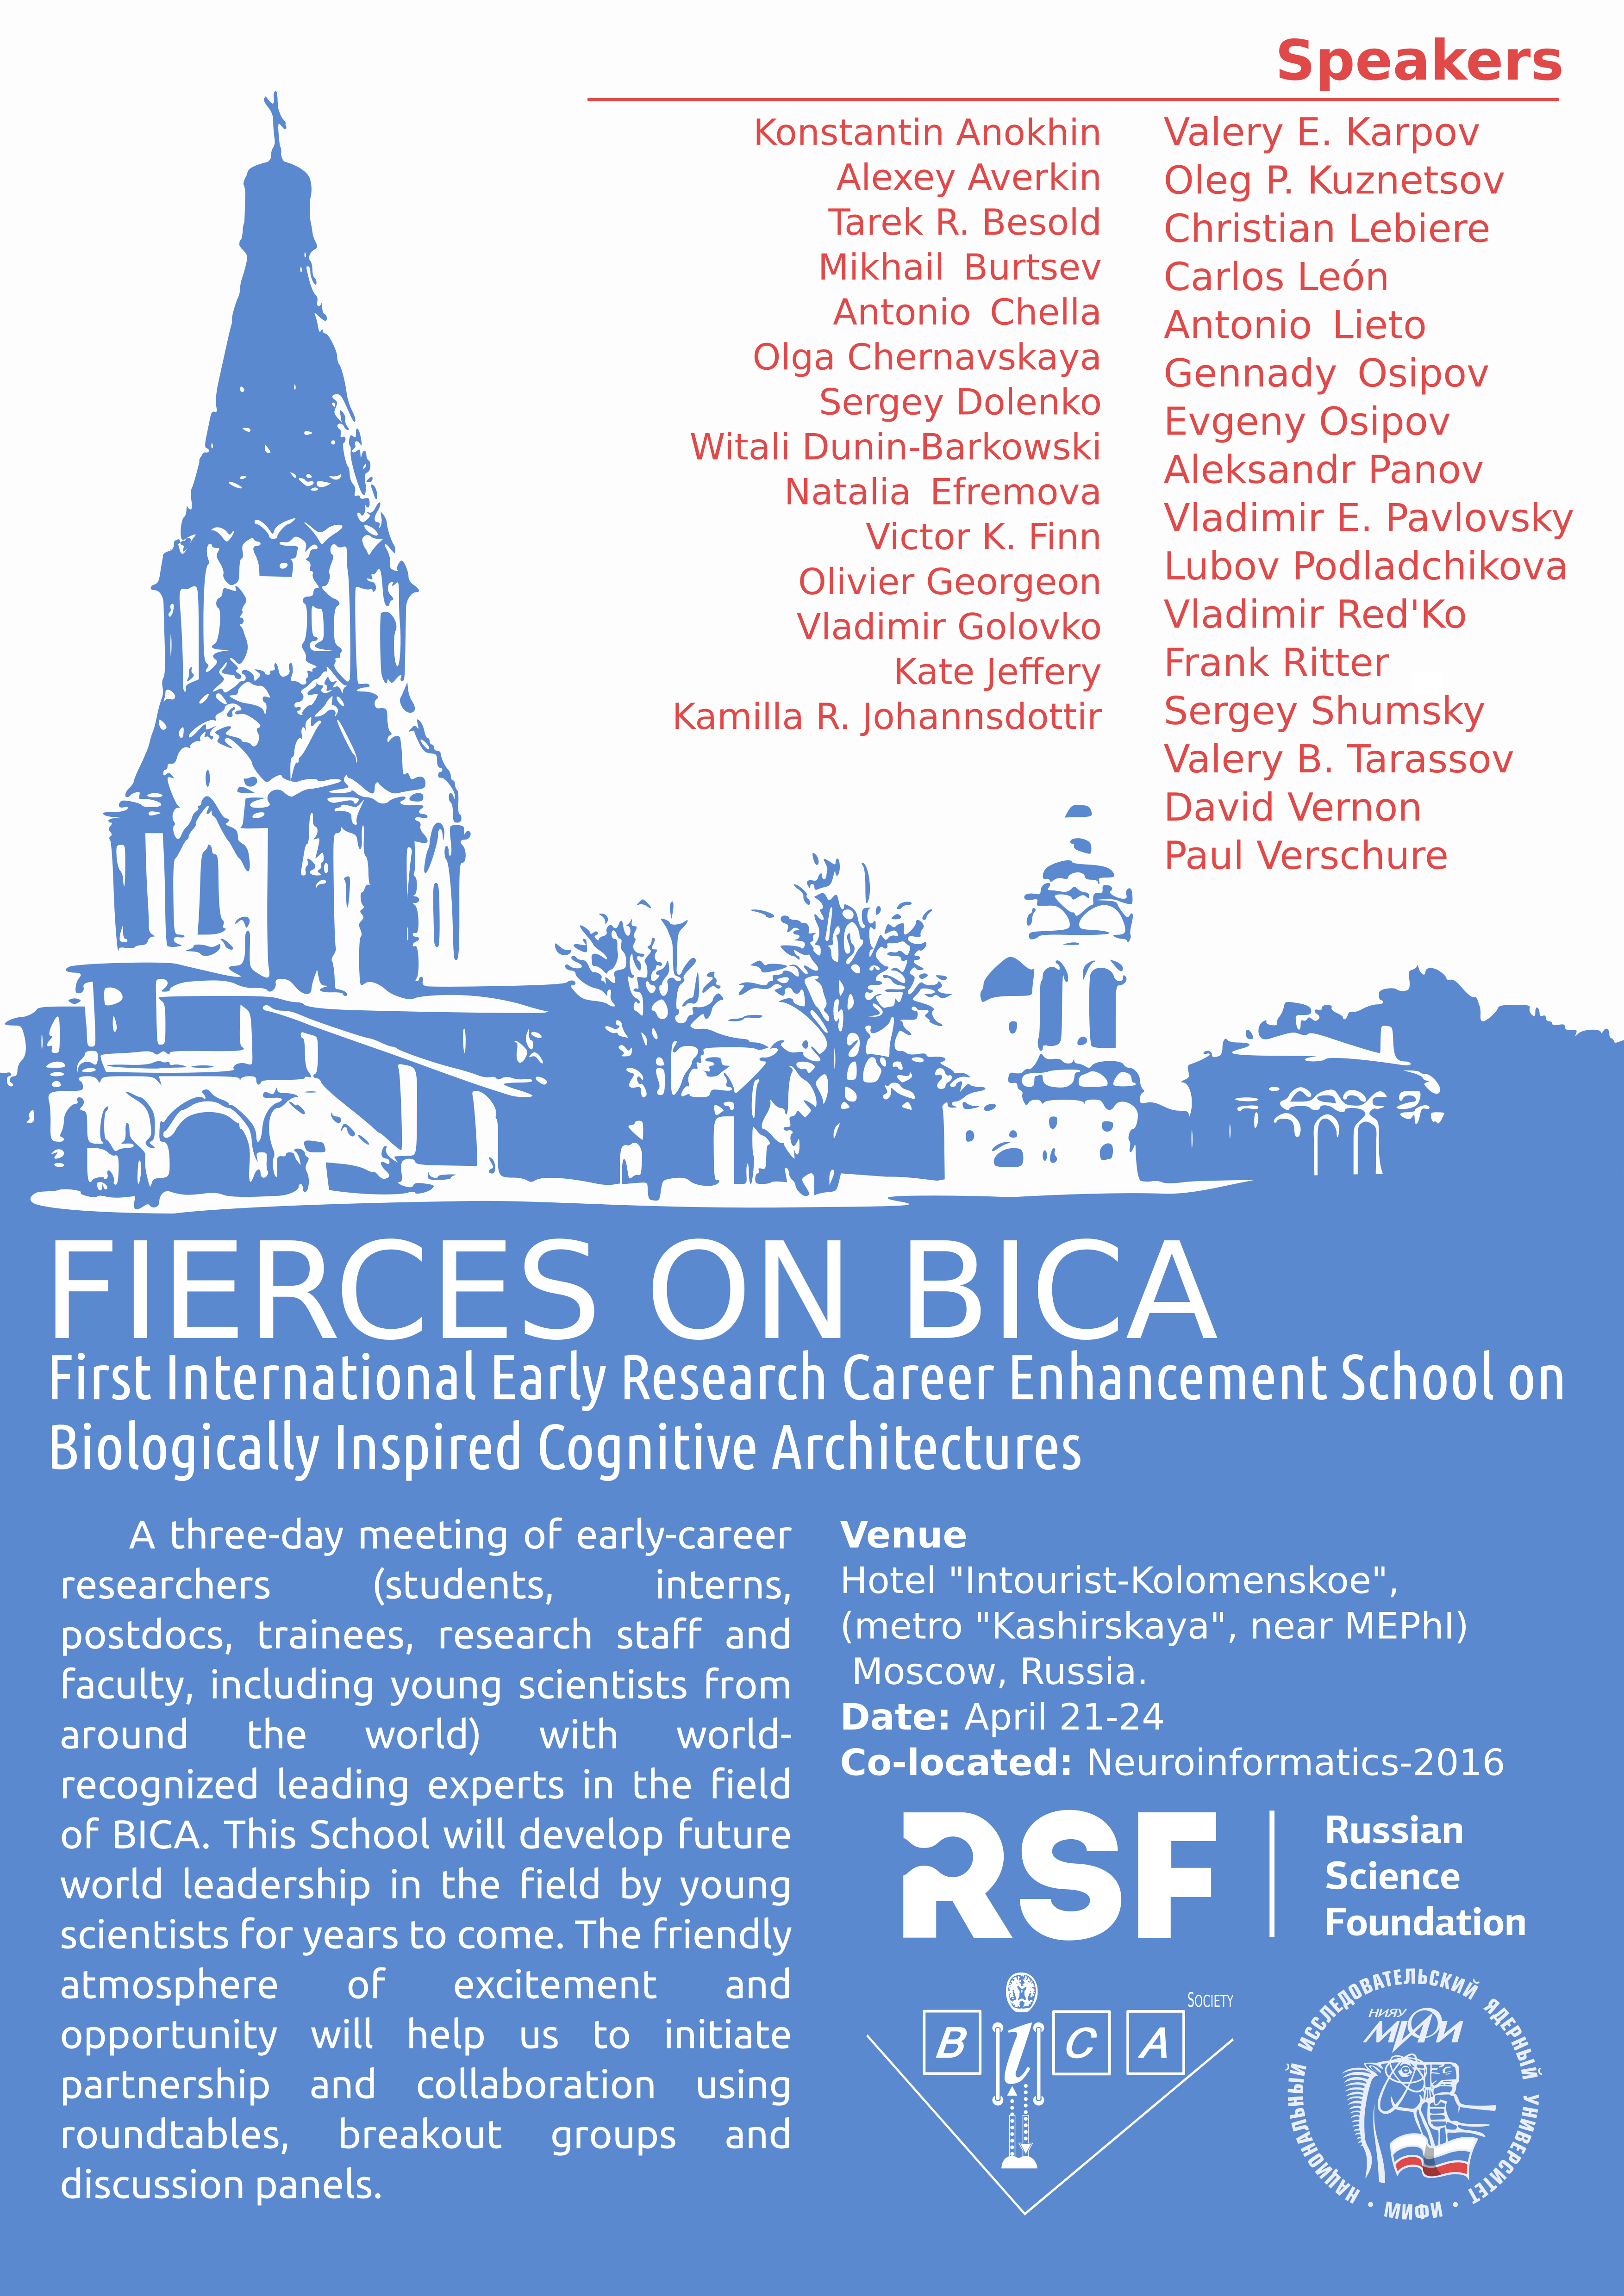 Speakers
Konstantin Anokhin
Alexey Averkin
Tarek R. Besold
Mikhail Burtsev
Antonio Chella
Olga Chernavskaya
Sergey Dolenko
Witali Dunin-Barkowski
Natalia Efremova
Victor K. Finn
Olivier Georgeon
Vladimir Golovko
Kate Jeffery
Kamilla R. Johannsdottir
Valery E. Karpov
Oleg P. Kuznetsov
Christian Lebiere
Carlos León
Antonio Lieto
Gennady Osipov
Evgeny Osipov
Aleksandr Panov
Vladimir E. Pavlovsky
Lubov Podladchikova
Vladimir Red'Ko
Frank Ritter
Sergey Shumsky
Valery B. Tarassov
David Vernon
Paul Verschure
FIERCES ON BICA
First International Early Research Career Enhancement School on
Biologically Inspired Cognitive Architectures
A three-day meeting of early-career
researchers (students, interns,
postdocs, trainees, research staff and
faculty, including young scientists from
around the world) with world-
recognized leading experts in the field
of BICA. This School will develop future
world leadership in the field by young
scientists for years to come. The friendly
atmosphere of excitement and
opportunity will help us to initiate
partnership and collaboration using
roundtables, breakout groups and
discussion panels.
Venue
Hotel "Intourist-Kolomenskoe",
(metro "Kashirskaya", near MEPhI)
Moscow, Russia.
Date: April 21-24
Co-located: Neuroinformatics-2016
RSF
Russian
Science
Foundation
B i C A
SOCIETY
НАЦИОНАЛЬНЫЙ ИССЛЕДОВАТЕЛЬСКИЙ ЯДЕРНЫЙ УНИВЕРСИТЕТ
• МИФИ •
НИЯУ
МИФИ